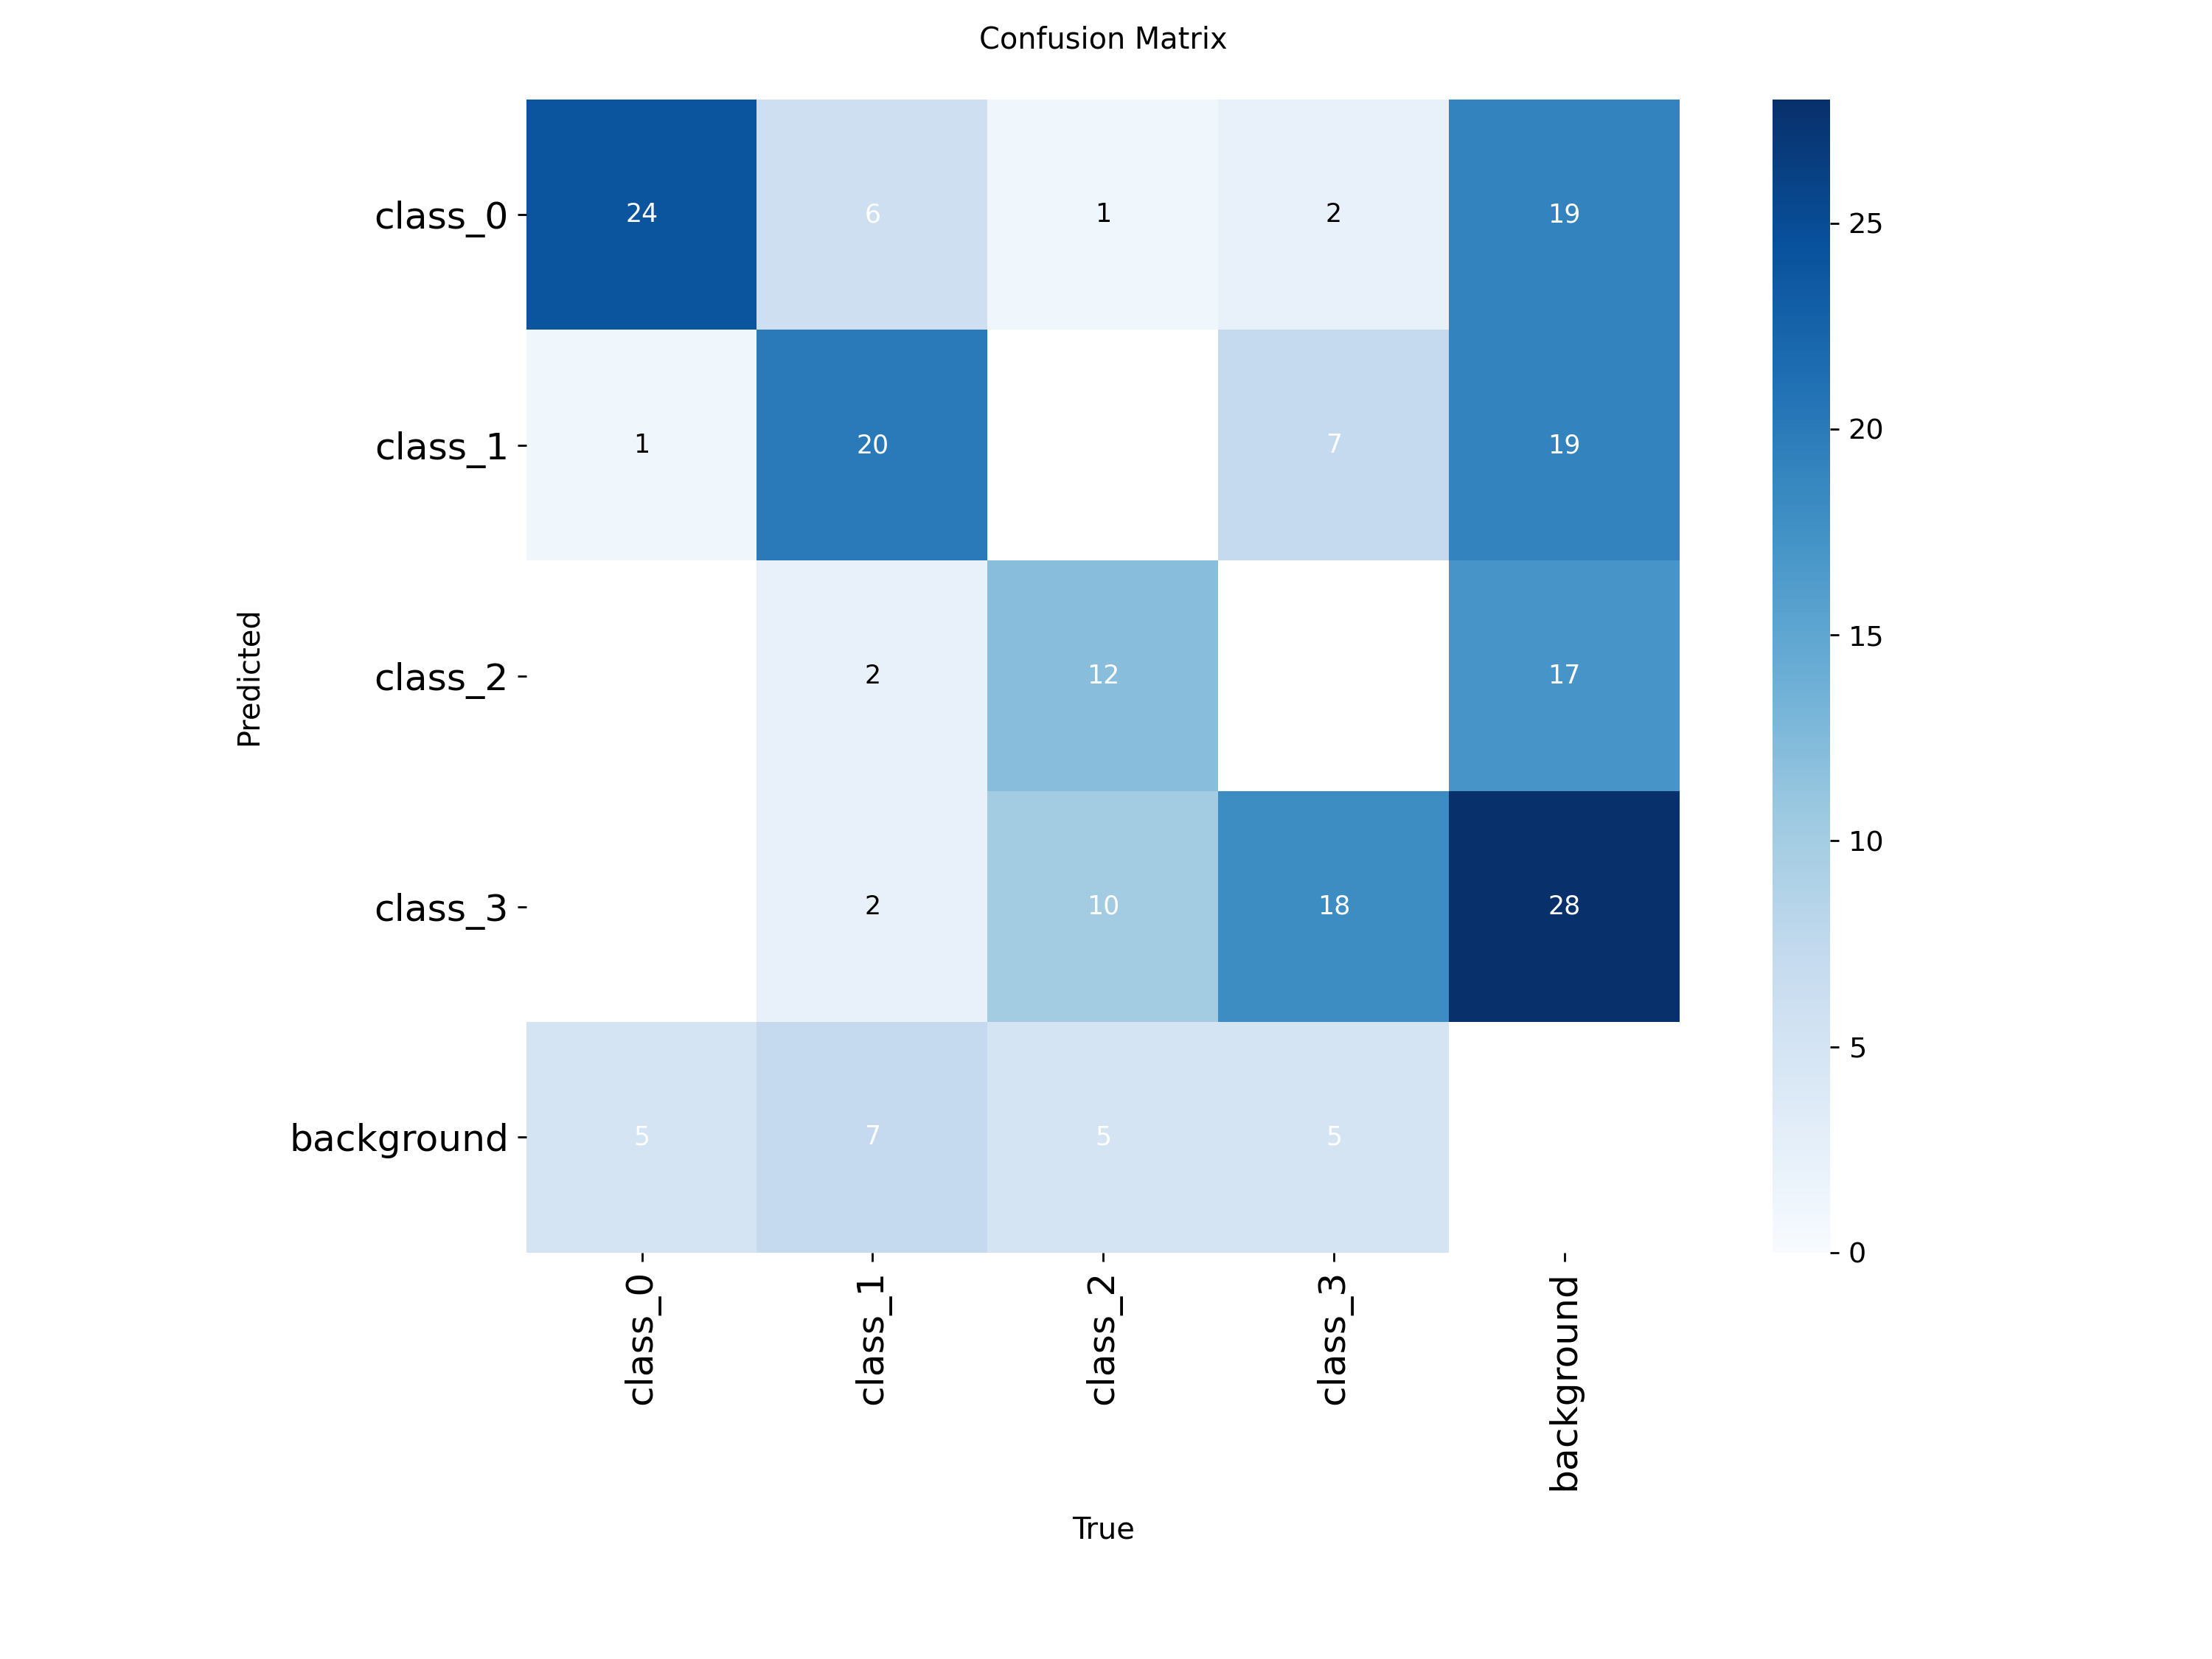 Confusion Matrix
class_0 24 6 1 2 19
class_1 1 20 7 19
class_2 2 12 17
class_3 2 10 18 28
background 5 7 5 5
Predicted
class_0 class_1 class_2 class_3 background
True
25
20
15
10
5
0